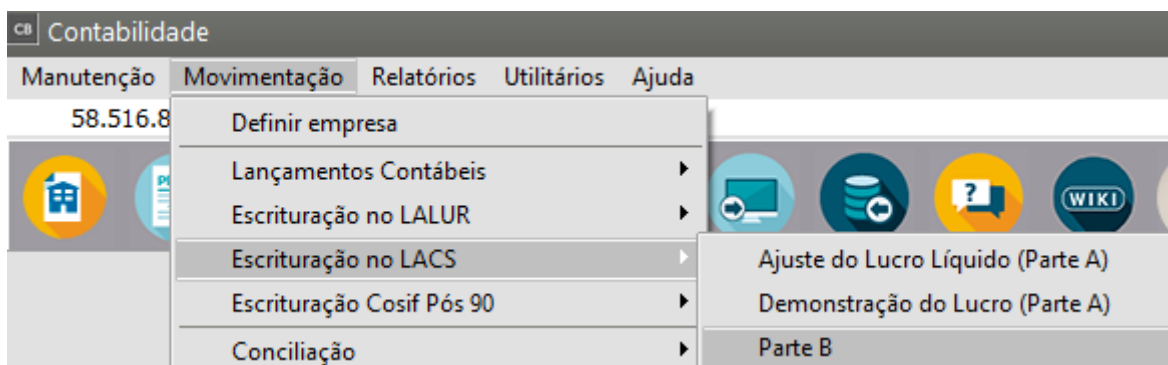 CB Contabilidade
Manutenção Movimentação Relatórios Utilitários Ajuda
58.516.8
Definir empresa
Lançamentos Contábeis
Escrituração no LALUR
Escrituração no LACS
Escrituração Cosif Pós 90
Conciliação
? WIKI
Ajuste do Lucro Líquido (Parte A)
Demonstração do Lucro (Parte A)
Parte B